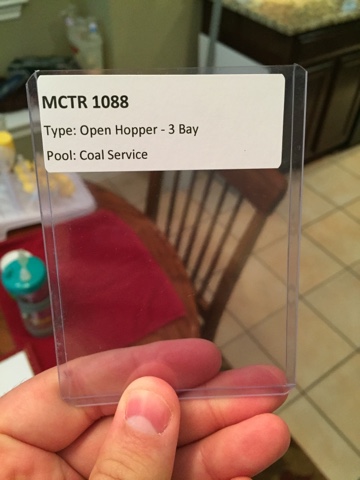 MCTR 1088
Type: Open Hopper - 3 Bay
Pool: Coal Service